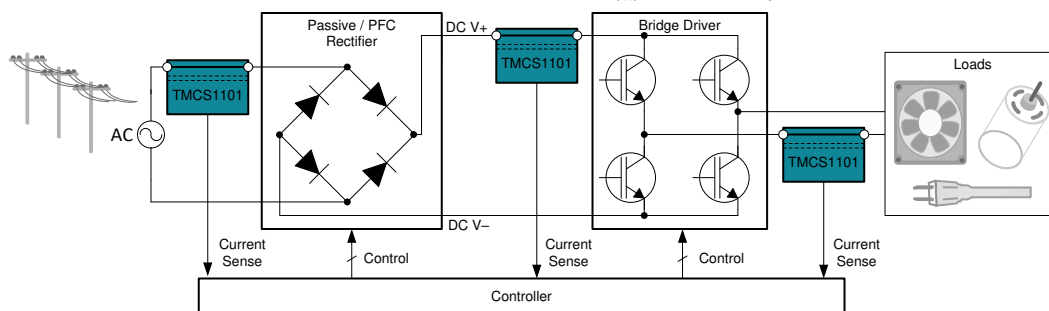 Passive / PFC
Rectifier
DC V+
Bridge Driver
TMCS1101
TMCS1101
Loads
AC
TMCS1101
DC V–
Current
Sense
Control
Current
Sense
Control
Current
Sense
Controller